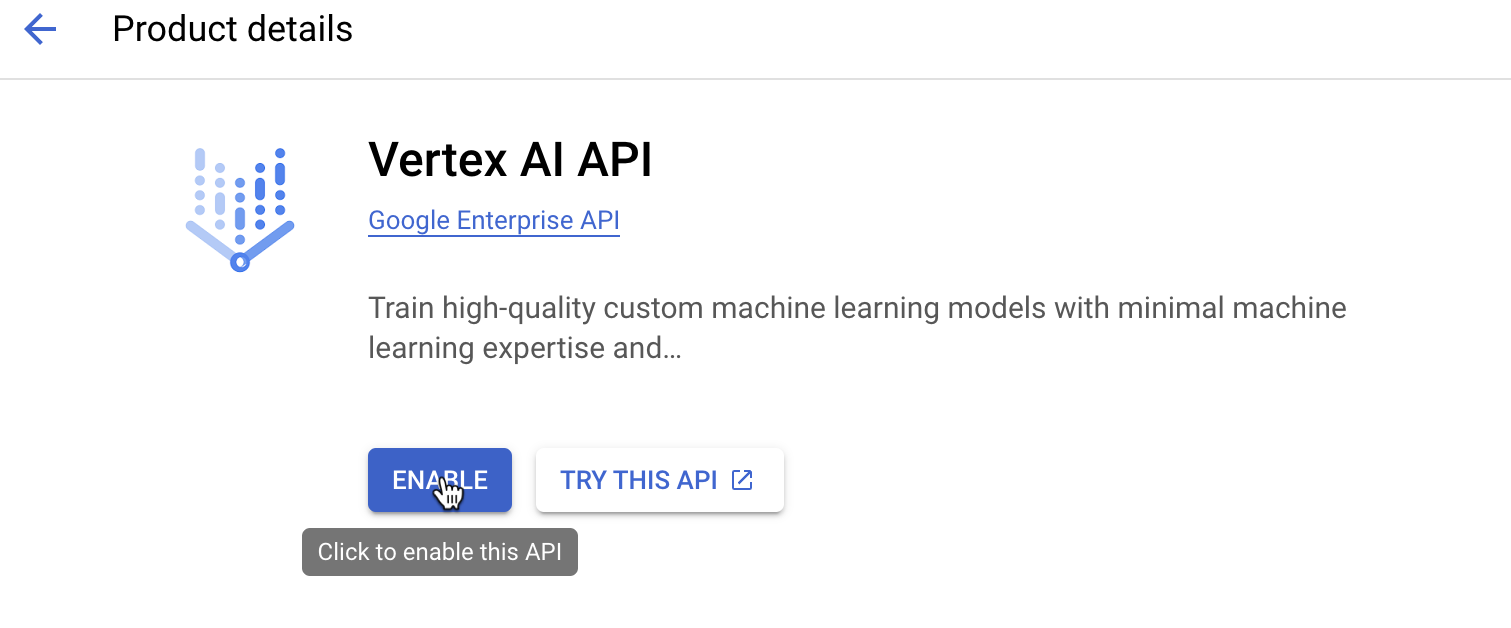 Product details
Vertex AI API
Google Enterprise API
Train high-quality custom machine learning models with minimal machine
learning expertise and…
ENABLE
TRY THIS API
Click to enable this API